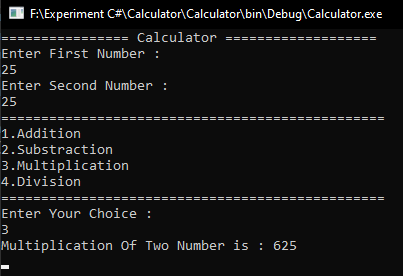 F:\Experiment C#\Calculator\Calculator\bin\Debug\Calculator.exe
================ Calculator ===================
Enter First Number :
25
Enter Second Number :
25
================================================
1.Addition
2.Substraction
3.Multiplication
4.Division
================================================
Enter Your Choice :
3
Multiplication Of Two Number is : 625